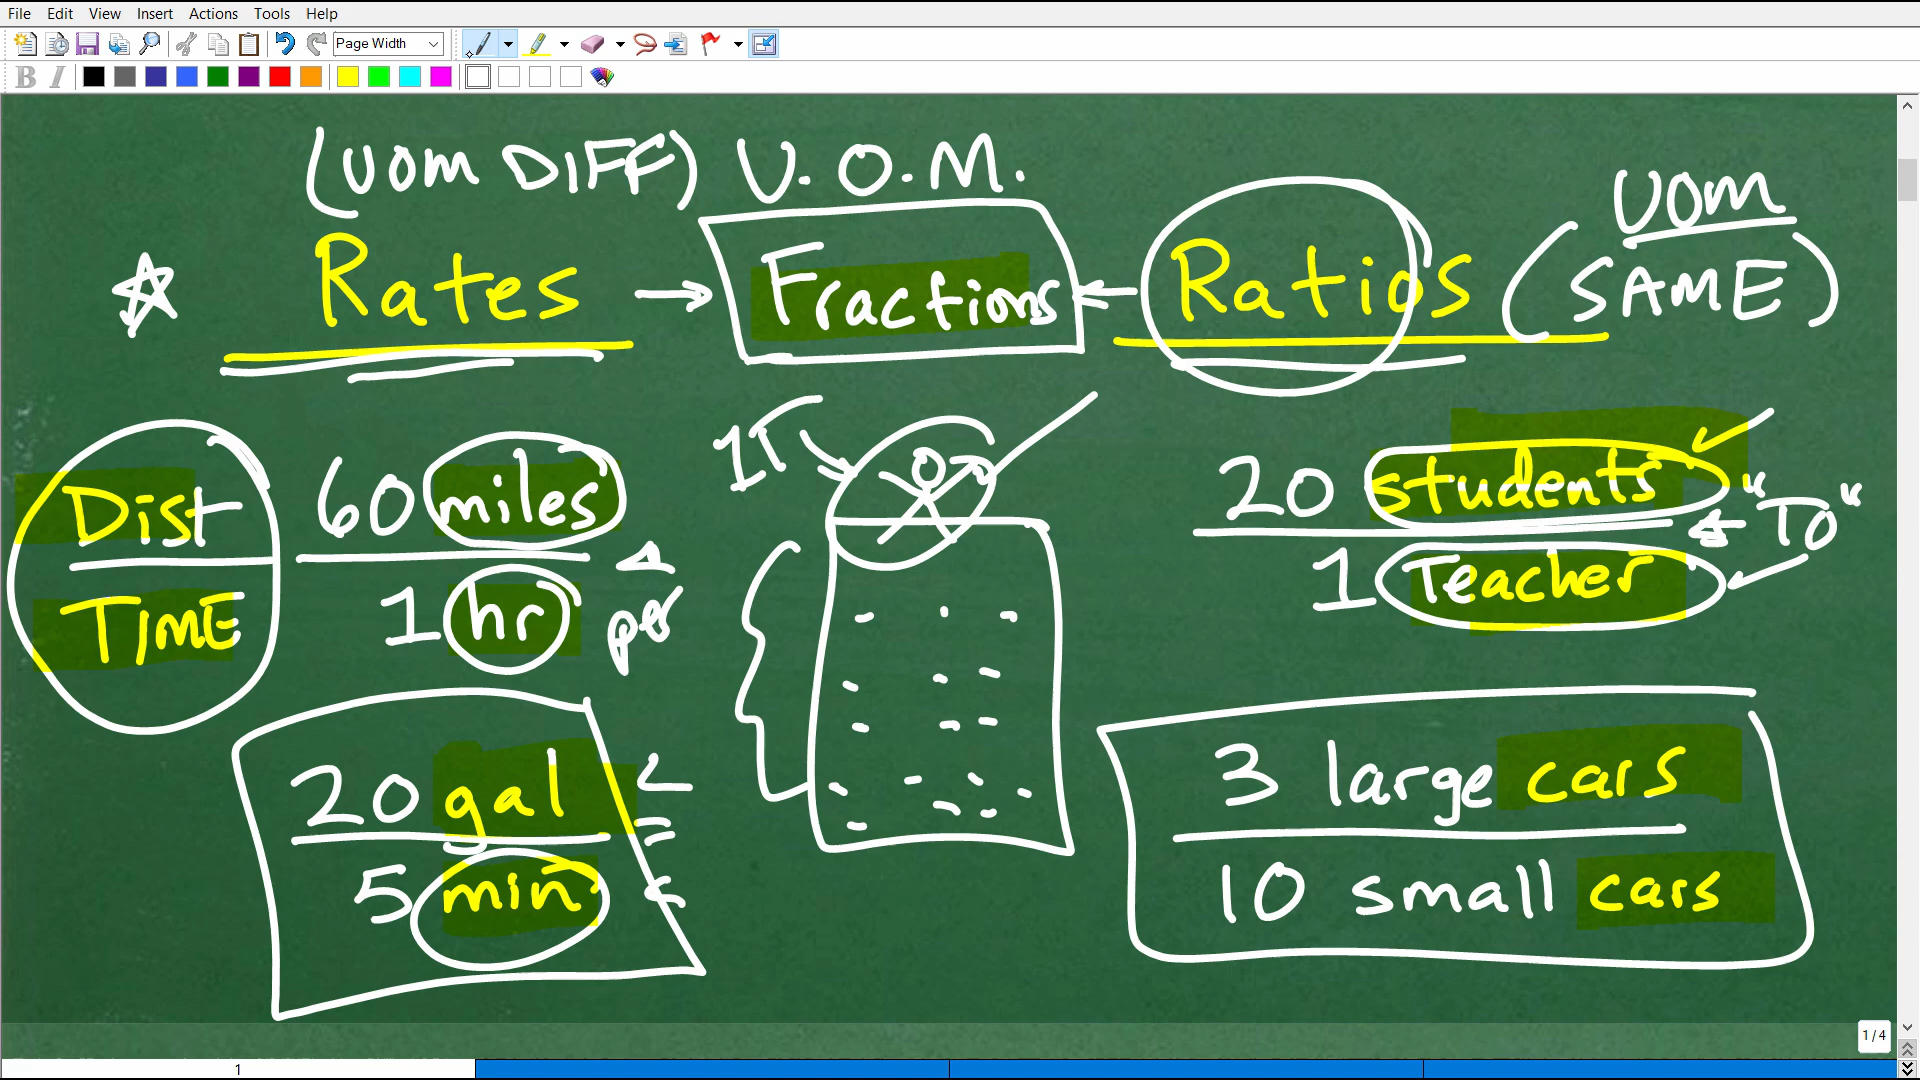 File Edit View Insert Actions Tools Help
Page Width
B I
(UOM DIFF) U.O.M.
UOM
Rates → Fractions ← Ratios (SAME)
1T
Dist
TIME
60 miles
1 hr
per
20 students
1 Teacher
"TO"
20 gal
5 min
3 large cars
10 small cars
1 / 4
1